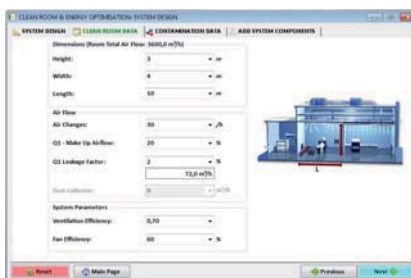 CLEAN ROOM & ENERGY OPTIMISATION: SYSTEM DESIGN
SYSTEM DESIGN CLEAN ROOM DATA CONTAMINATION DATA ADD SYSTEM COMPONENTS
Dimensions (Room Total Air Flow: 3600,0 m³/h)
Height: 3 m
Width: 4 m
Length: 10 m
Air Flow
Air Changes: 30 /h
Q1 - Make Up Airflow: 20 %
Q1 Leakage Factor: 2 %
72,0 m³/h
Dust Collector: 0 m³/h
System Parameters
Ventilation Efficiency: 0,70
Fan Efficiency: 60 %
L
Reset Main Page Previous Next